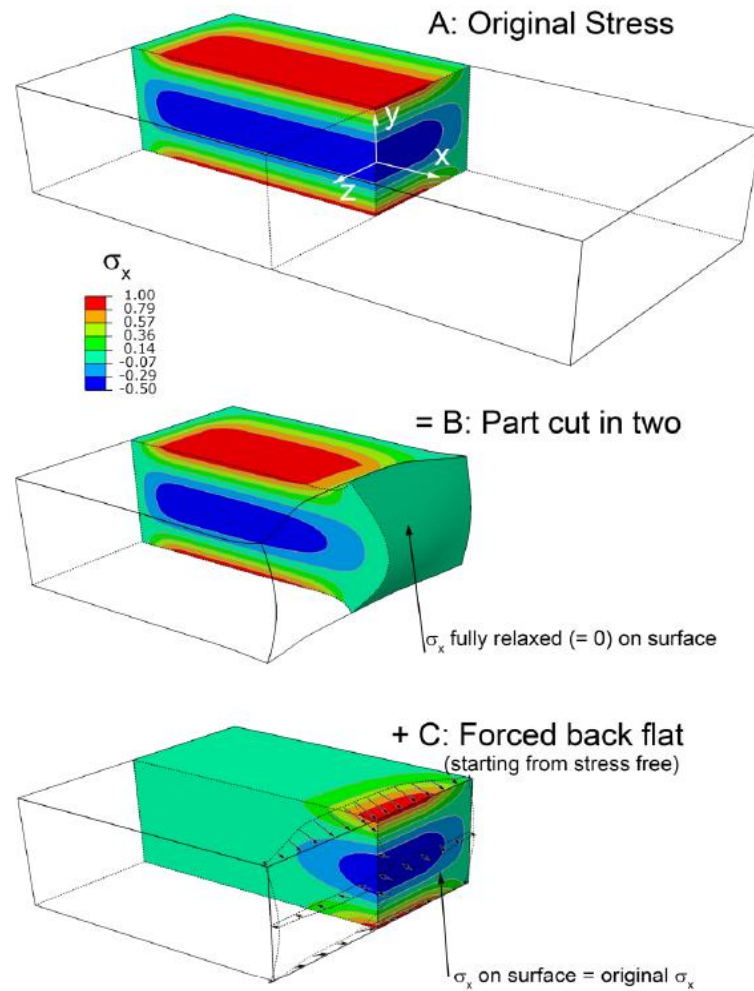 A: Original Stress
y
x
z
σx
1.00
0.79
0.57
0.36
0.14
-0.07
-0.29
-0.50
= B: Part cut in two
σx fully relaxed (= 0) on surface
+ C: Forced back flat
(starting from stress free)
σx on surface = original σx